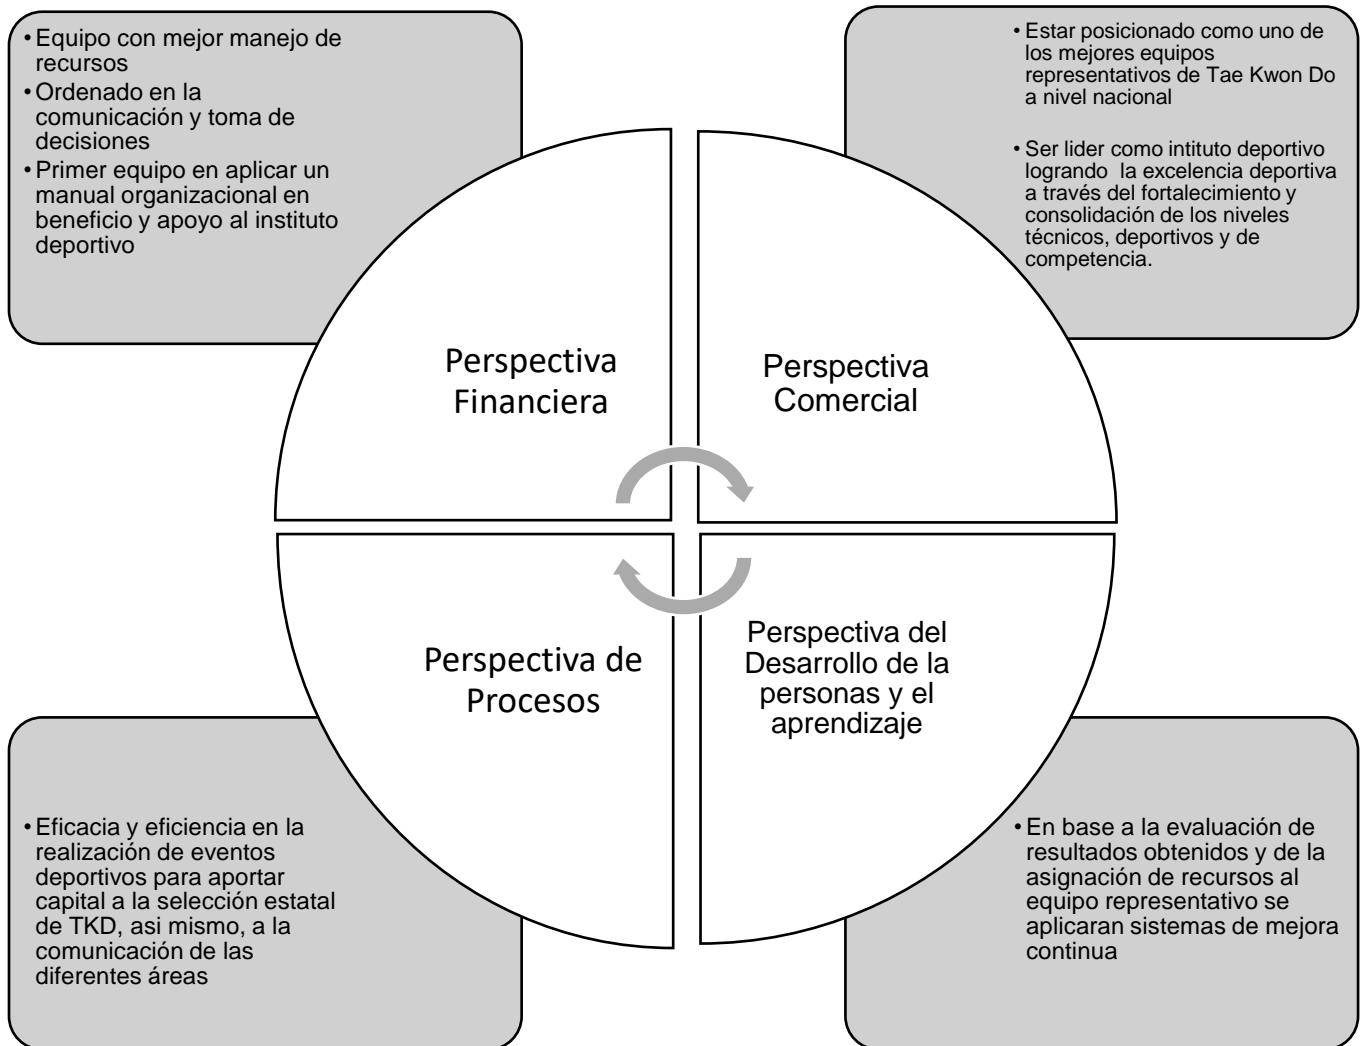 • Equipo con mejor manejo de
recursos
• Ordenado en la
comunicación y toma de
decisiones
• Primer equipo en aplicar un
manual organizacional en
beneficio y apoyo al instituto
deportivo
• Estar posicionado como uno de
los mejores equipos
representativos de Tae Kwon Do
a nivel nacional
• Ser lider como intituto deportivo
logrando la excelencia deportiva
a través del fortalecimiento y
consolidación de los niveles
técnicos, deportivos y de
competencia.
Perspectiva
Financiera
Perspectiva
Comercial
Perspectiva de
Procesos
Perspectiva del
Desarrollo de la
personas y el
aprendizaje
• Eficacia y eficiencia en la
realización de eventos
deportivos para aportar
capital a la selección estatal
de TKD, asi mismo, a la
comunicación de las
diferentes áreas
• En base a la evaluación de
resultados obtenidos y de la
asignación de recursos al
equipo representativo se
aplicaran sistemas de mejora
continua